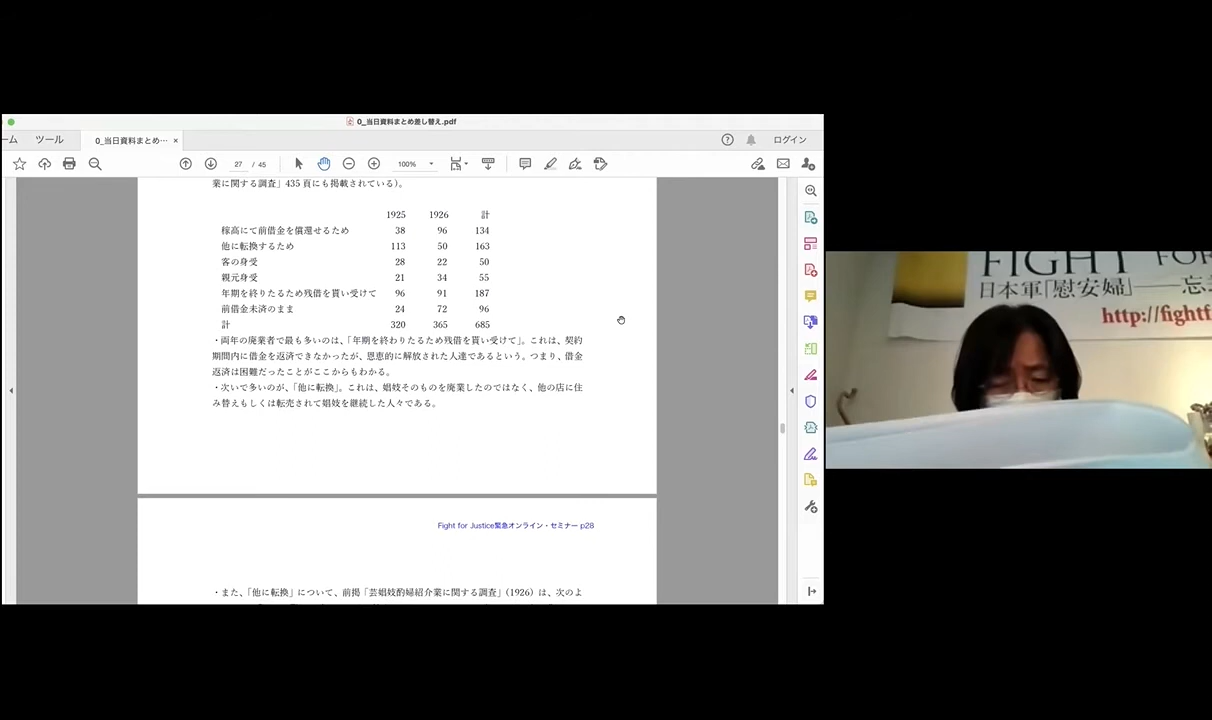 0_当日資料まとめ差し替え.pdf
ーム ツール 0_当日資料まとめ… × ログイン
27 / 45 100%
業に関する調査」435 頁にも掲載されている)。
1925 1926 計
稼高にて前借金を償還せるため 38 96 134
他に転換するため 113 50 163
客の身受 28 22 50
親元身受 21 34 55
年期を終りたるため残借を貰い受けて 96 91 187
前借金未済のまま 24 72 96
計 320 365 685
・両年の廃業者で最も多いのは、「年期を終わりたるため残借を貰い受けて」。これは、契約
期間内に借金を返済できなかったが、恩恵的に解放された人達であるという。つまり、借金
返済は困難だったことがここからもわかる。
・次いで多いのが、「他に転換」。これは、娼妓そのものを廃業したのではなく、他の店に住
み替えもしくは転売されて娼妓を継続した人々である。
Fight for Justice緊急オンライン・セミナー p28
・また、「他に転換」について、前掲「芸娼妓酌婦紹介業に関する調査」(1926) は、次のよ
FIGHT FOR
日本軍「慰安婦」――忘
http://fightf